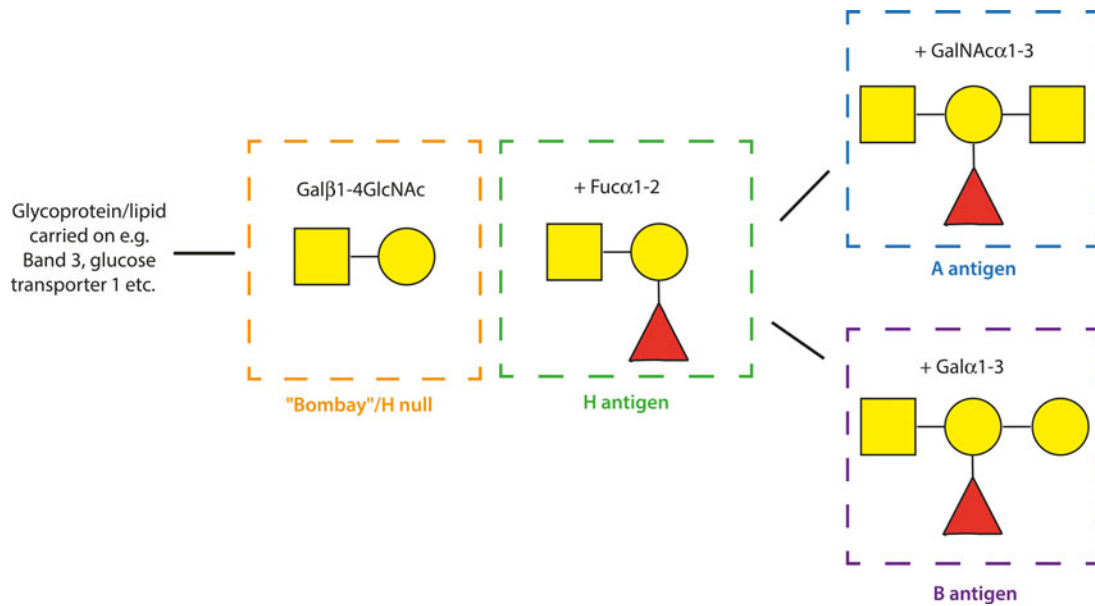 Glycoprotein/lipid
carried on e.g.
Band 3, glucose
transporter 1 etc.
Galβ1-4GlcNAc
"Bombay"/H null
+ Fucα1-2
H antigen
+ GalNAcα1-3
A antigen
+ Galα1-3
B antigen